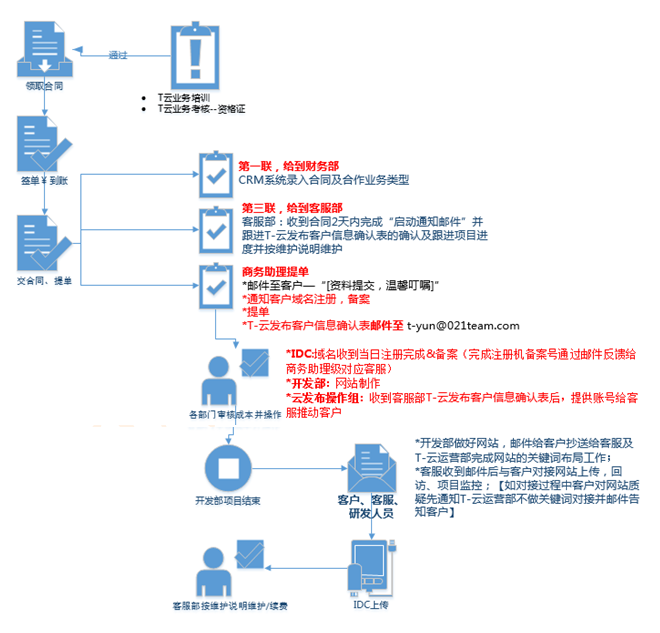 通过
领取合同
• T云业务培训
• T云业务考核--资格证
签单￥到账
第一联，给到财务部
CRM系统录入合同及合作业务类型
第三联，给到客服部
客服部：收到合同2天内完成“启动通知邮件”并
跟进T-云发布客户信息确认表的确认及跟进项目进
度并按维护说明维护
交合同、提单
商务助理提单
*邮件至客户—“[资料提交，温馨叮嘱]”
*通知客户域名注册，备案
*提单
*T-云发布客户信息确认表邮件至 t-yun@021team.com
*IDC:域名收到当日注册完成&备案（完成注册机备案号通过邮件反馈给
商务助理级对应客服）
*开发部：网站制作
*云发布操作组：收到客服部T-云发布客户信息确认表后，提供账号给客
服推动客户
各部门审核成本并操作
*开发部做好网站，邮件给客户抄送给客服及
T-云运营部完成网站的关键词布局工作；
*客服收到邮件后与客户对接网站上传，回
访、项目监控；【如对接过程中客户对网站质
疑先通知T-云运营部不做关键词对接并邮件告
知客户】
开发部项目结束
客户、客服、
研发人员
客服部按维护说明维护/续费
IDC上传